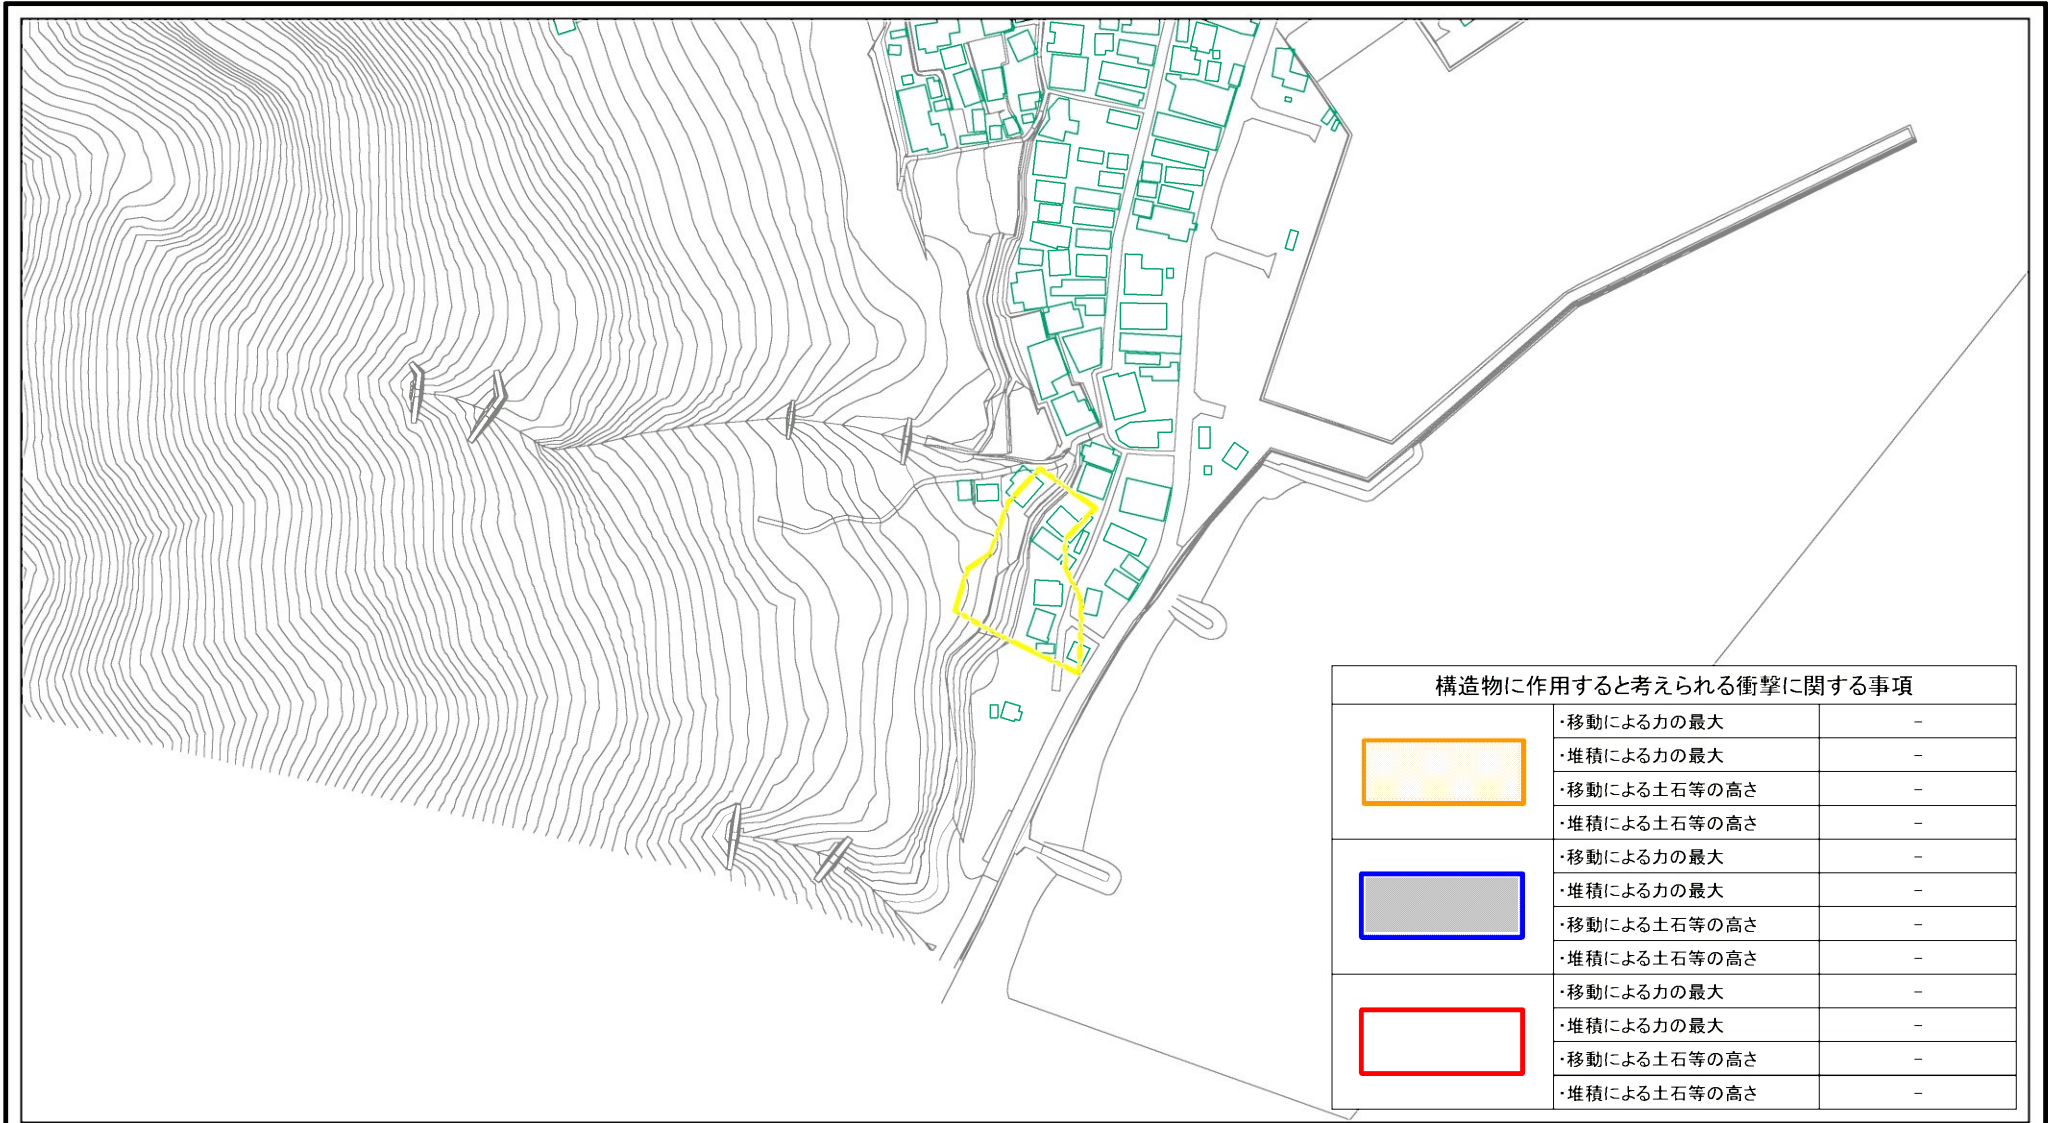 構造物に作用すると考えられる衝撃に関する事項
・移動による力の最大 －
・堆積による力の最大 －
・移動による土石等の高さ －
・堆積による土石等の高さ －
・移動による力の最大 －
・堆積による力の最大 －
・移動による土石等の高さ －
・堆積による土石等の高さ －
・移動による力の最大 －
・堆積による力の最大 －
・移動による土石等の高さ －
・堆積による土石等の高さ －